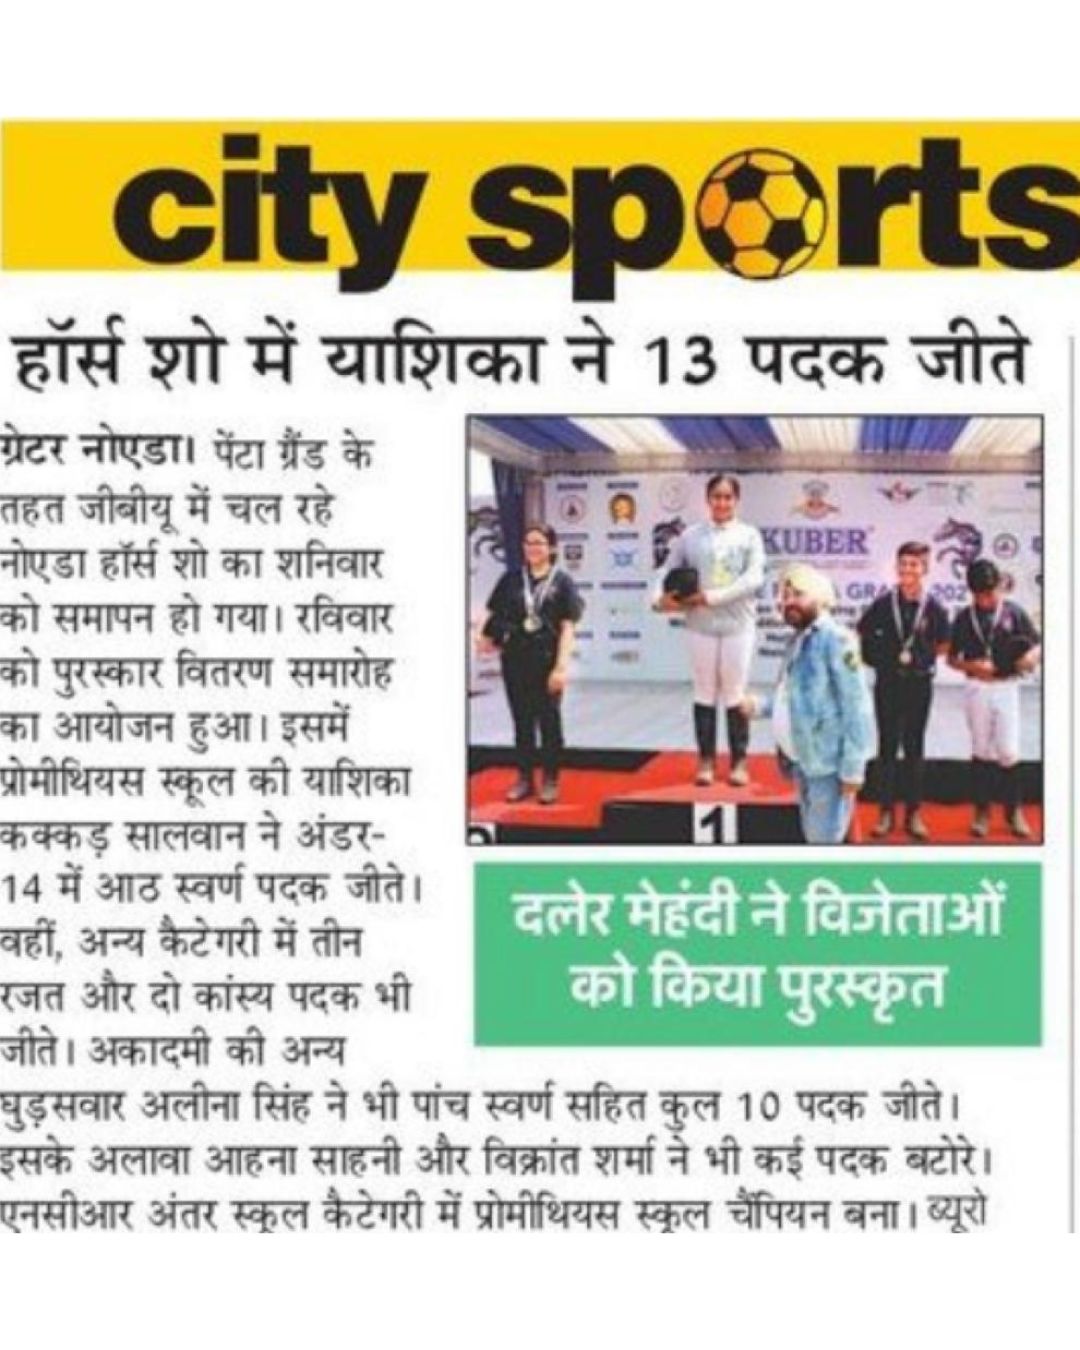 city sports
हॉर्स शो में याशिका ने 13 पदक जीते
ग्रेटर नोएडा। पेंटा ग्रैंड के
तहत जीबीयू में चल रहे
नोएडा हॉर्स शो का शनिवार
को समापन हो गया। रविवार
को पुरस्कार वितरण समारोह
का आयोजन हुआ। इसमें
प्रोमीथियस स्कूल की याशिका
कक्कड़ सालवान ने अंडर-
14 में आठ स्वर्ण पदक जीते।
वहीं, अन्य कैटेगरी में तीन
रजत और दो कांस्य पदक भी
जीते। अकादमी की अन्य
घुड़सवार अलीना सिंह ने भी पांच स्वर्ण सहित कुल 10 पदक जीते।
इसके अलावा आहना साहनी और विक्रांत शर्मा ने भी कई पदक बटोरे।
एनसीआर अंतर स्कूल कैटेगरी में प्रोमीथियस स्कूल चैंपियन बना। ब्यूरो
KUBER
1
दलेर मेहंदी ने विजेताओं
को किया पुरस्कृत